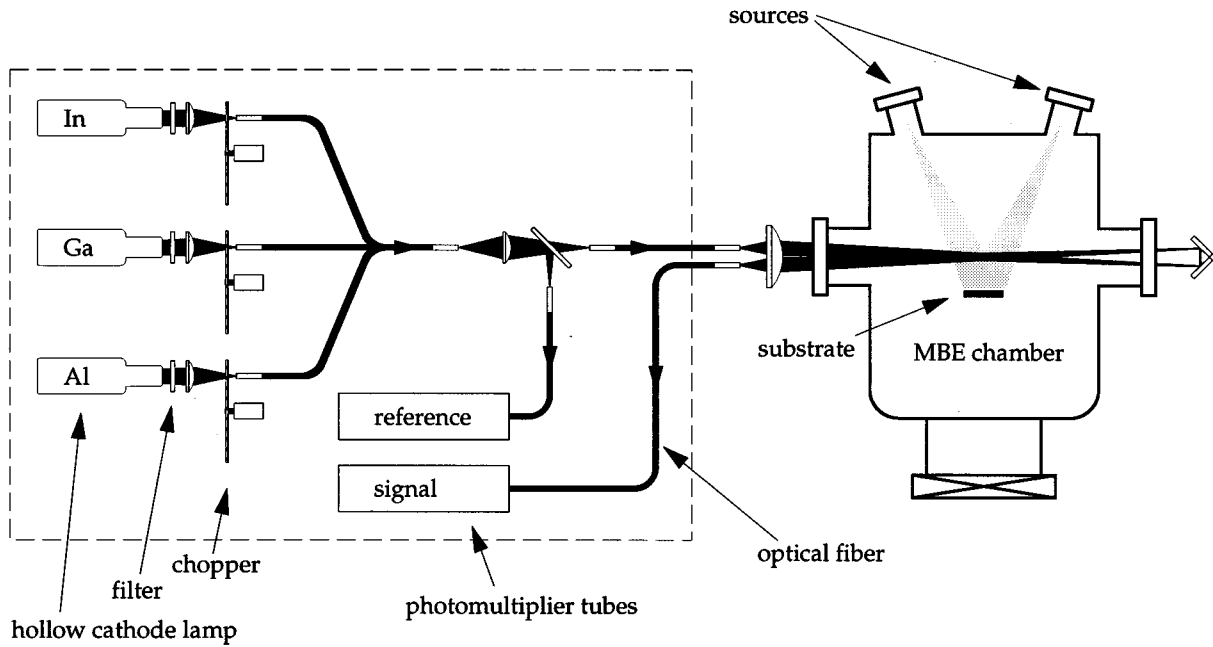 sources
In
Ga
Al
substrate
MBE chamber
reference
signal
chopper
filter
hollow cathode lamp
photomultiplier tubes
optical fiber